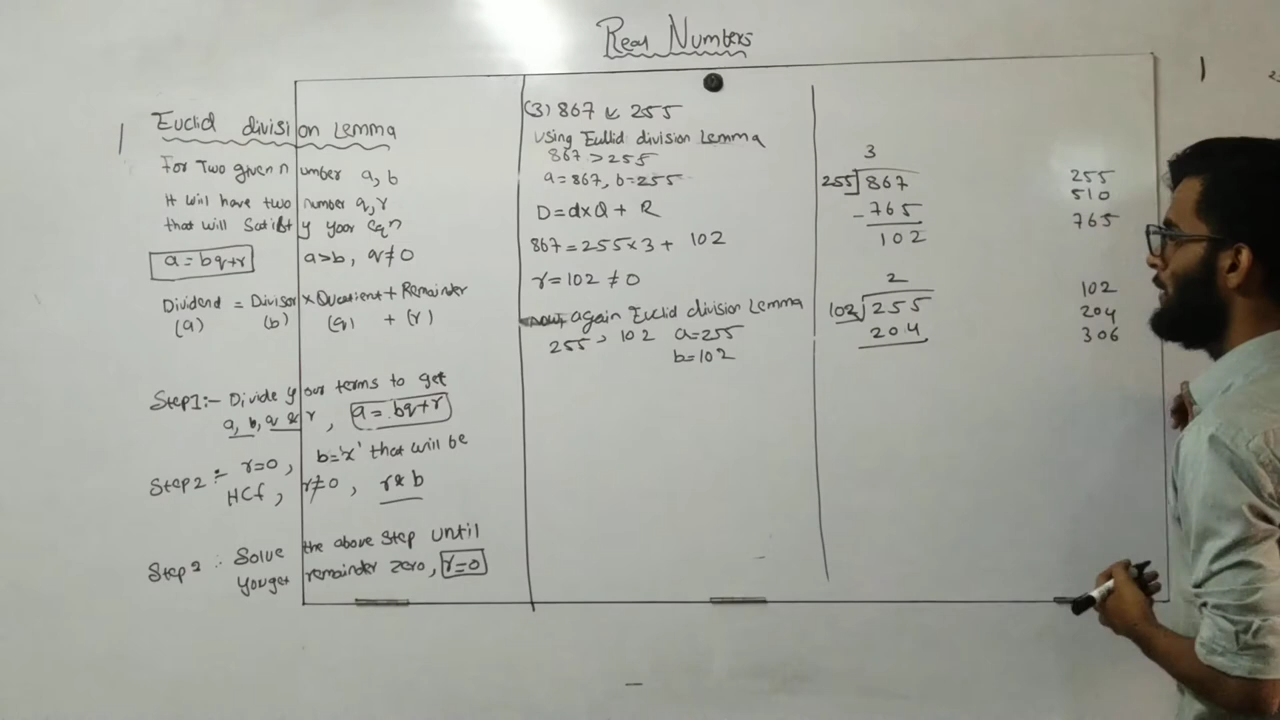 Real Numbers
Euclid division Lemma
For Two given number a, b
It will have two number q, r
that will Satisfy your eqn
a = bq+r
a>b, q≠0
Dividend = Divisor × Quotient + Remainder
(a) (b) (q) + (r)
Step1:- Divide your terms to get
a, b, q & r, a = bq+r
Step2:- r=0, b='x' that will be
HCf, r≠0, r & b
Solve the above Step until
you get remainder zero, r=0
(3) 867 & 255
Using Euclid division Lemma
867 > 255
a=867, b=255
D=d×Q + R
867 = 255×3 + 102
r = 102 ≠ 0
again Euclid division Lemma
255 > 102 a=255
b=102
3
255 867
-765
102
2
102 255
204
255
510
765
102
204
306